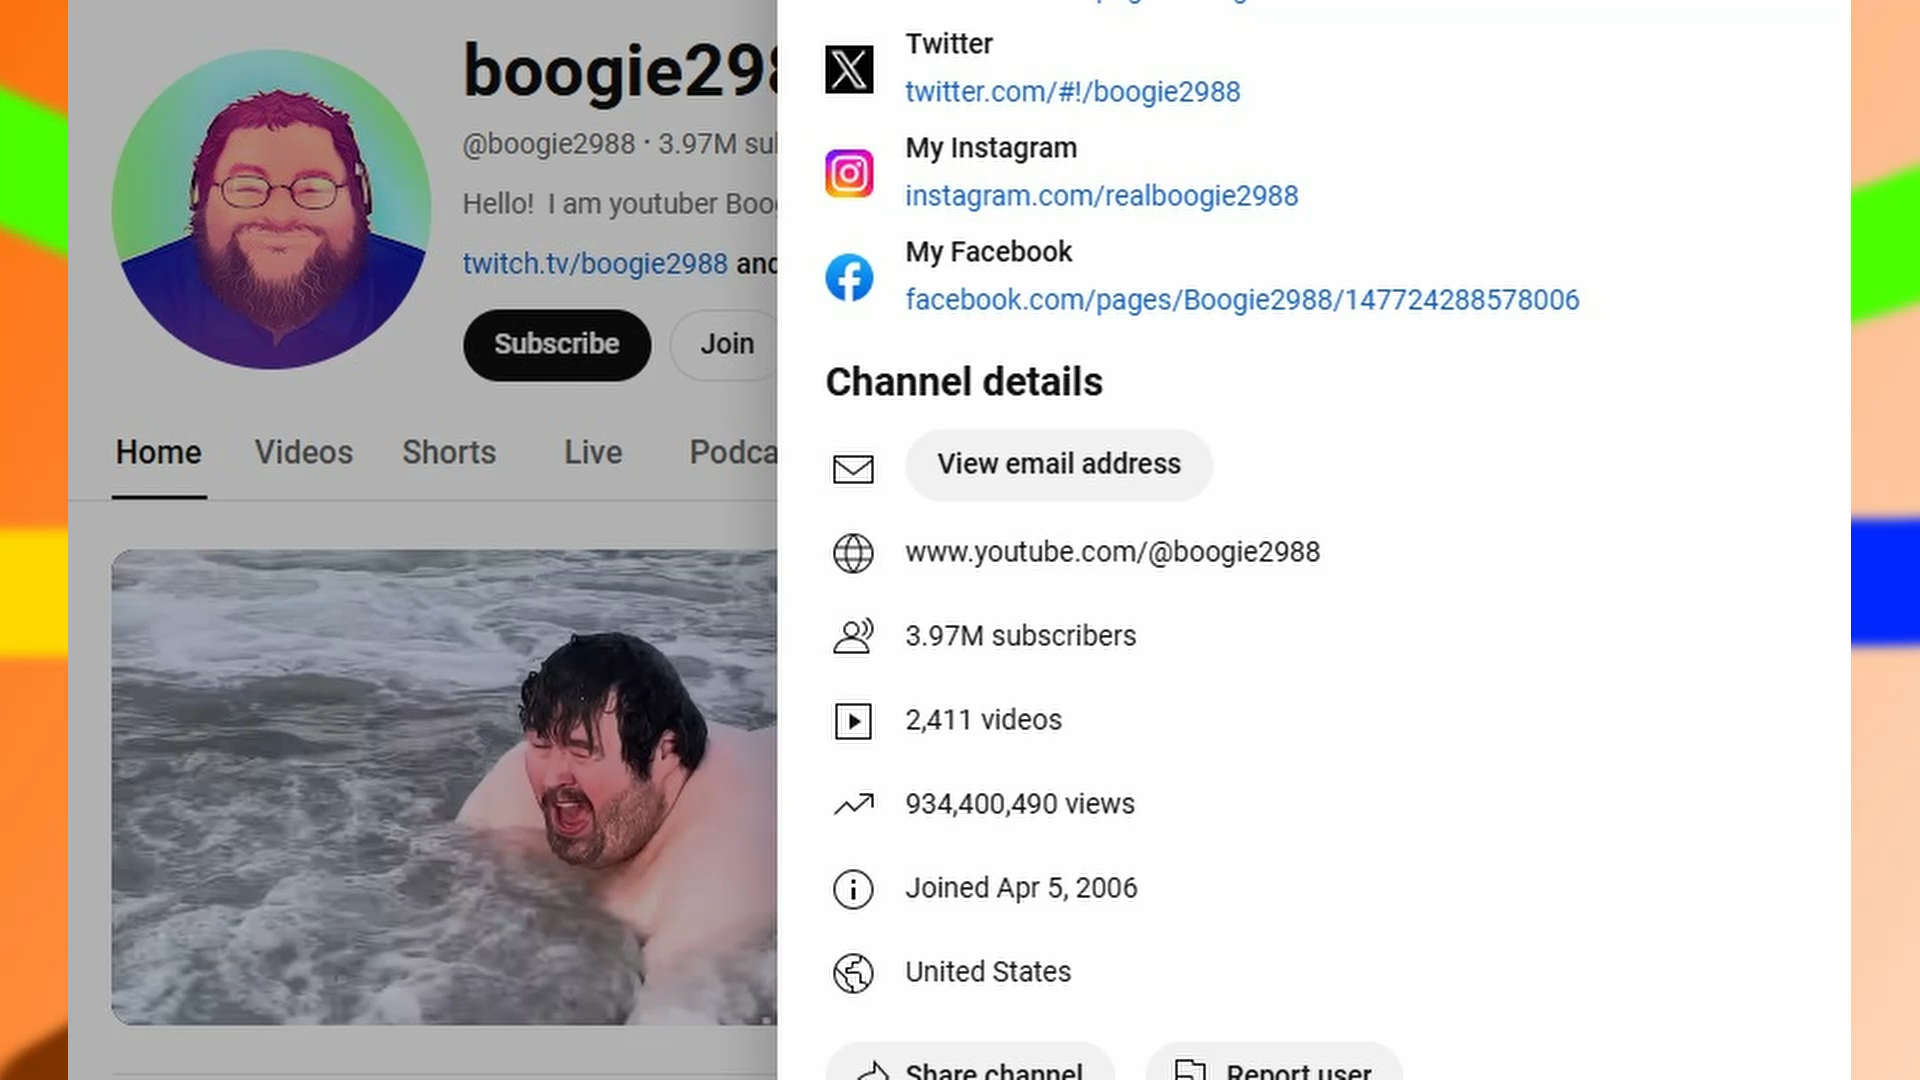 boogie298
@boogie2988 · 3.97M su
Hello! I am youtuber Boo
twitch.tv/boogie2988 and
Subscribe
Join
Home
Videos
Shorts
Live
Podca
Twitter
twitter.com/#!/boogie2988
My Instagram
instagram.com/realboogie2988
My Facebook
facebook.com/pages/Boogie2988/147724288578006
Channel details
View email address
www.youtube.com/@boogie2988
3.97M subscribers
2,411 videos
934,400,490 views
Joined Apr 5, 2006
United States
Share channel
Report user